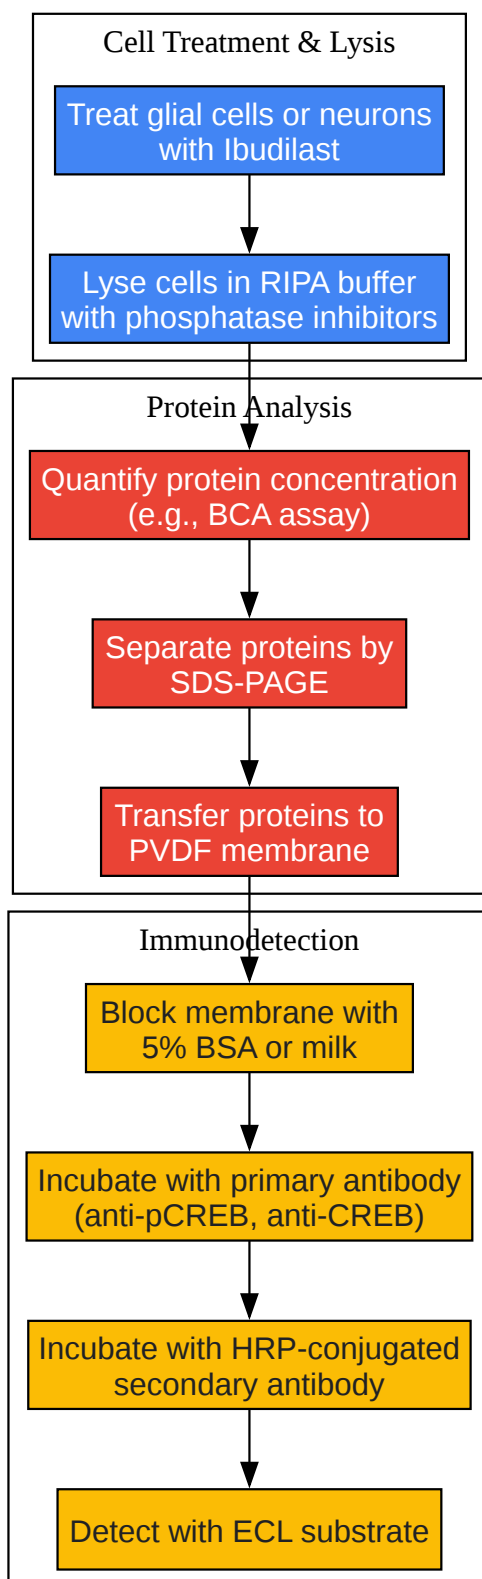 Cell Treatment & Lysis
Treat glial cells or neurons
with Ibudilast
Lyse cells in RIPA buffer
with phosphatase inhibitors
Protein Analysis
Quantify protein concentration
(e.g., BCA assay)
Separate proteins by
SDS-PAGE
Transfer proteins to
PVDF membrane
Immunodetection
Block membrane with
5% BSA or milk
Incubate with primary antibody
(anti-pCREB, anti-CREB)
Incubate with HRP-conjugated
secondary antibody
Detect with ECL substrate